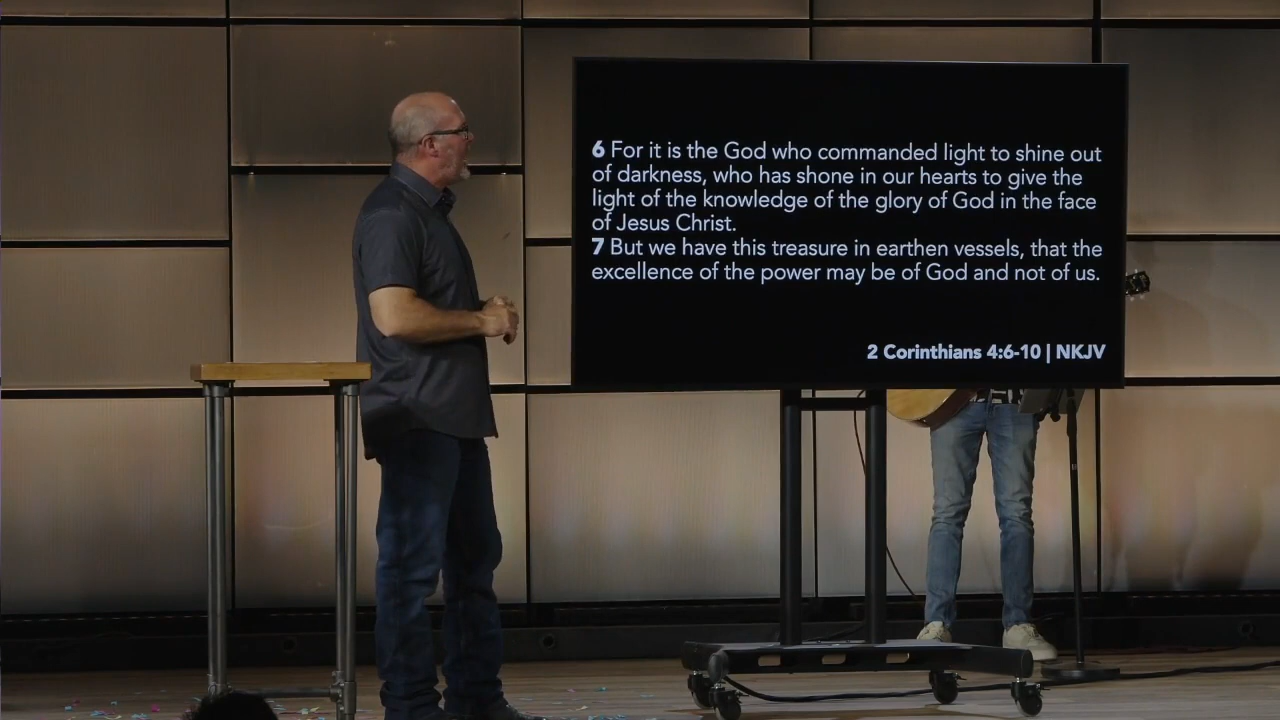 6 For it is the God who commanded light to shine out
of darkness, who has shone in our hearts to give the
light of the knowledge of the glory of God in the face
of Jesus Christ.
7 But we have this treasure in earthen vessels, that the
excellence of the power may be of God and not of us.
2 Corinthians 4:6-10 | NKJV